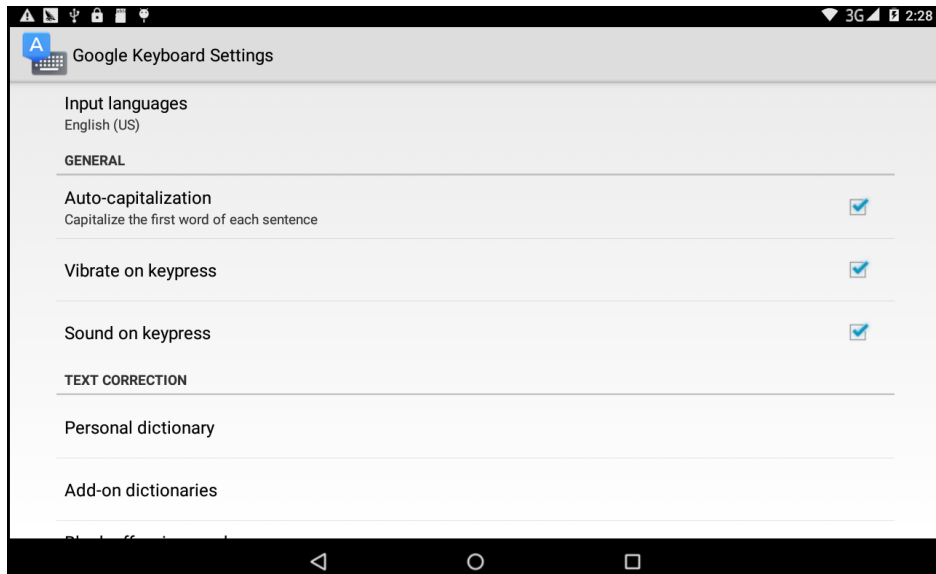 3G 2:28
A
Google Keyboard Settings
Input languages
English (US)
GENERAL
Auto-capitalization
Capitalize the first word of each sentence
Vibrate on keypress
Sound on keypress
TEXT CORRECTION
Personal dictionary
Add-on dictionaries